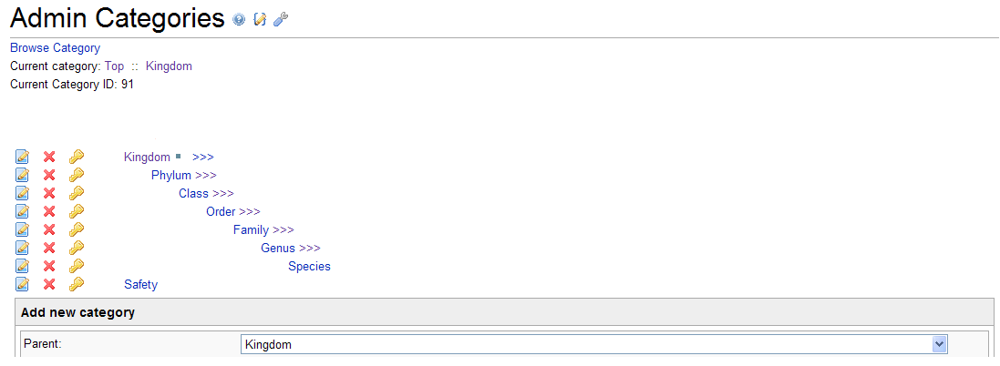 Admin Categories
Browse Category
Current category: Top :: Kingdom
Current Category ID: 91
Kingdom >>>
Phylum >>>
Class >>>
Order >>>
Family >>>
Genus >>>
Species
Safety
Add new category
Parent: Kingdom